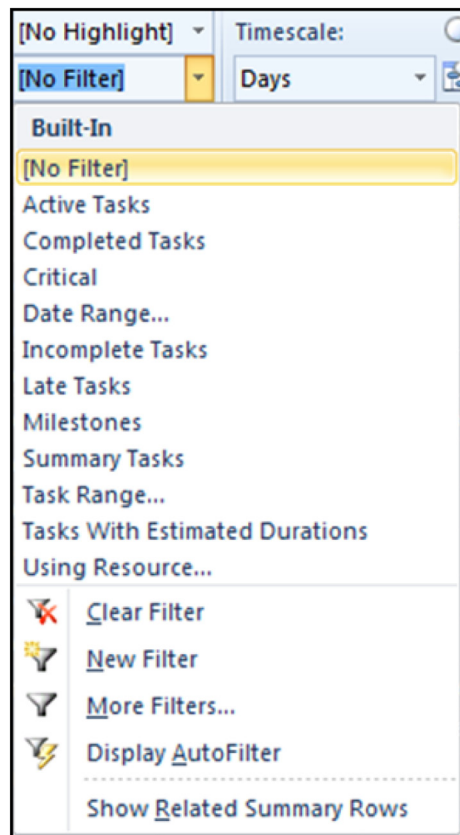 [No Highlight] Timescale:
[No Filter] Days
Built-In
[No Filter]
Active Tasks
Completed Tasks
Critical
Date Range...
Incomplete Tasks
Late Tasks
Milestones
Summary Tasks
Task Range...
Tasks With Estimated Durations
Using Resource...
Clear Filter
New Filter
More Filters...
Display AutoFilter
Show Related Summary Rows